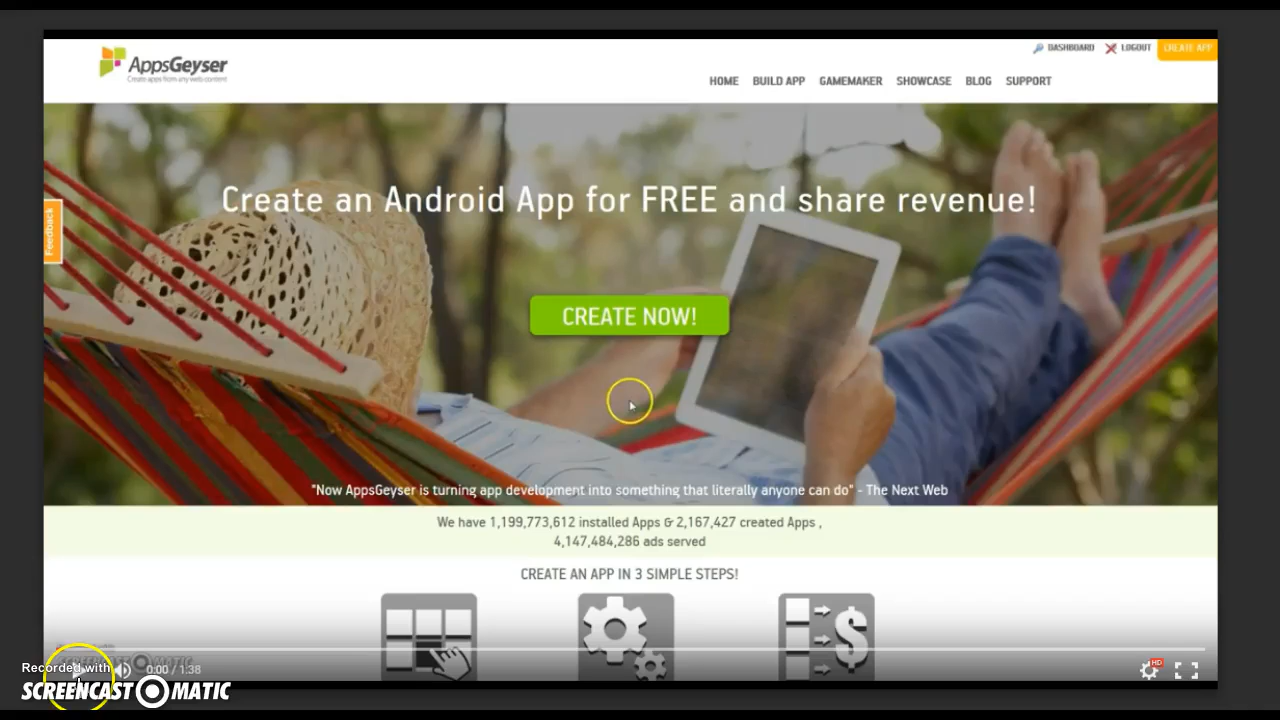 AppsGeyser
Create apps from any web content
DASHBOARD LOGOUT CREATE APP
HOME BUILD APP GAMEMAKER SHOWCASE BLOG SUPPORT
Create an Android App for FREE and share revenue!
Feedback
CREATE NOW!
"Now AppsGeyser is turning app development into something that literally anyone can do" - The Next Web
We have 1,199,773,612 installed Apps & 2,167,427 created Apps ,
4,147,484,286 ads served
CREATE AN APP IN 3 SIMPLE STEPS!
$
Recorded with
0:00 / 1:38
HD
SCREENCAST MATIC